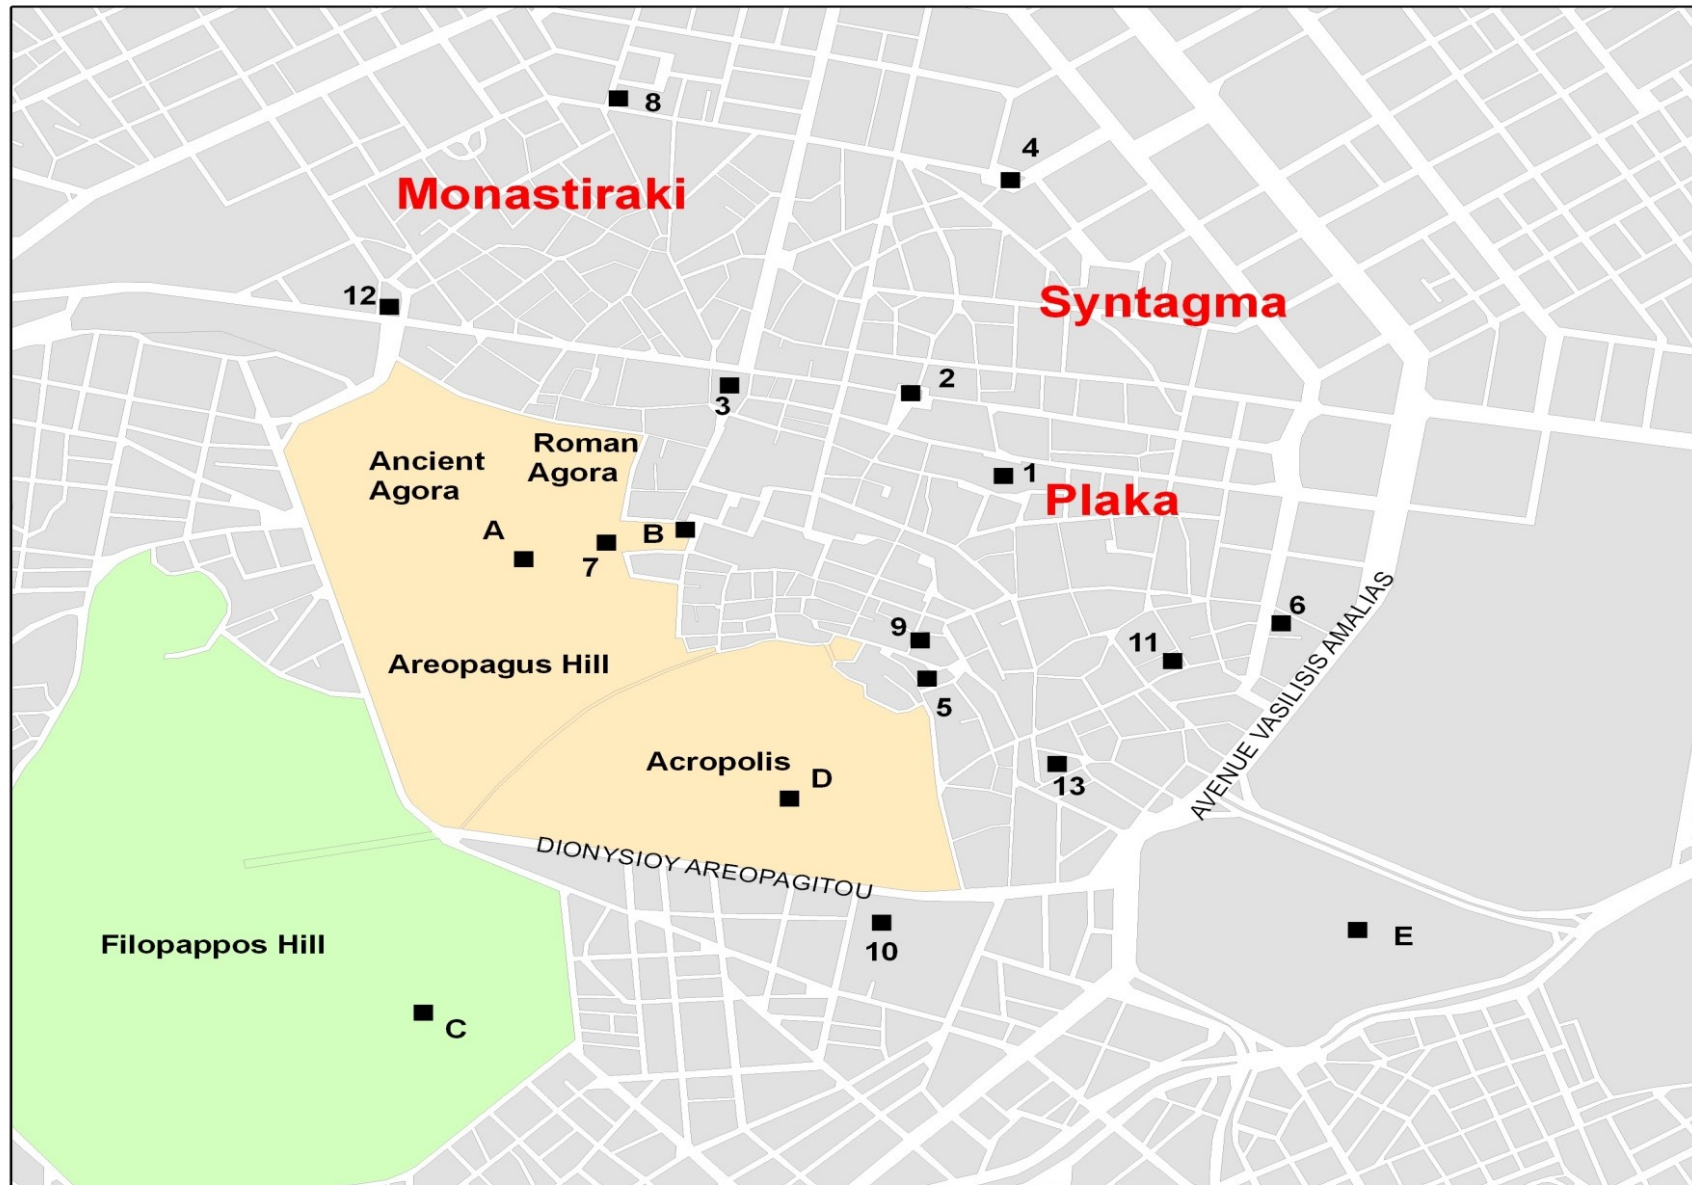 8
4
Monastiraki
12
Syntagma
2
3
Roman
Agora
Ancient
Agora
1
Plaka
A
B
7
6
9
11
Areopagus Hill
5
AVENUE VASILISIS AMALIAS
Acropolis
D
13
DIONYSIOY AREOPAGITOU
Filopappos Hill
10
E
C